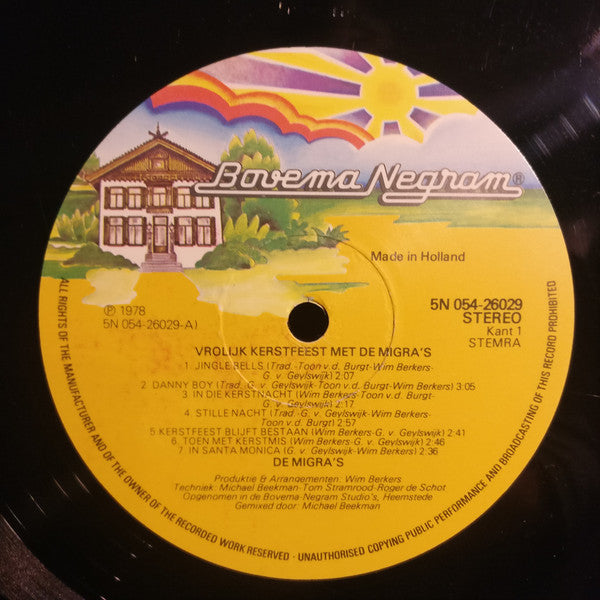 Bovema Negram®
Made in Holland
℗ 1978
5N 054-26029-A)
5N 054-26029
STEREO
Kant 1
STEMRA
VROLIJK KERSTFEEST MET DE MIGRA'S
1. JINGLE BELLS (Trad.-Toon v.d. Burgt-Wim Berkers-
G. v. Geylswijk) 2:07
2. DANNY BOY (Trad.-G. v. Geylswijk-Toon v.d. Burgt-Wim Berkers) 3:05
3. IN DIE KERSTNACHT (Wim Berkers-Toon v.d. Burgt-
G. v. Geylswijk) 2:17
4. STILLE NACHT (Trad.-G. v. Geylswijk-Wim Berkers-
Toon v.d. Burgt) 2:57
5 KERSTFEEST BLIJFT BESTAAN (Wim Berkers-G. v. Geylswijk) 2:41
6. TOEN MET KERSTMIS (Wim Berkers-G. v. Geylswijk) 2:46
7. IN SANTA MONICA (G. v. Geylswijk-Wim Berkers) 2:36
DE MIGRA'S
Produktie & Arrangementen: Wim Berkers
Techniek: Michael Beekman-Tom Stramrood-Roger de Schot
Opgenomen in de Bovema-Negram Studio's, Heemstede
Gemixed door: Michael Beekman
ALL RIGHTS OF THE MANUFACTURER AND OF THE OWNER OF THE RECORDED WORK RESERVED · UNAUTHORISED COPYING PUBLIC PERFORMANCE AND BROADCASTING OF THIS RECORD PROHIBITED